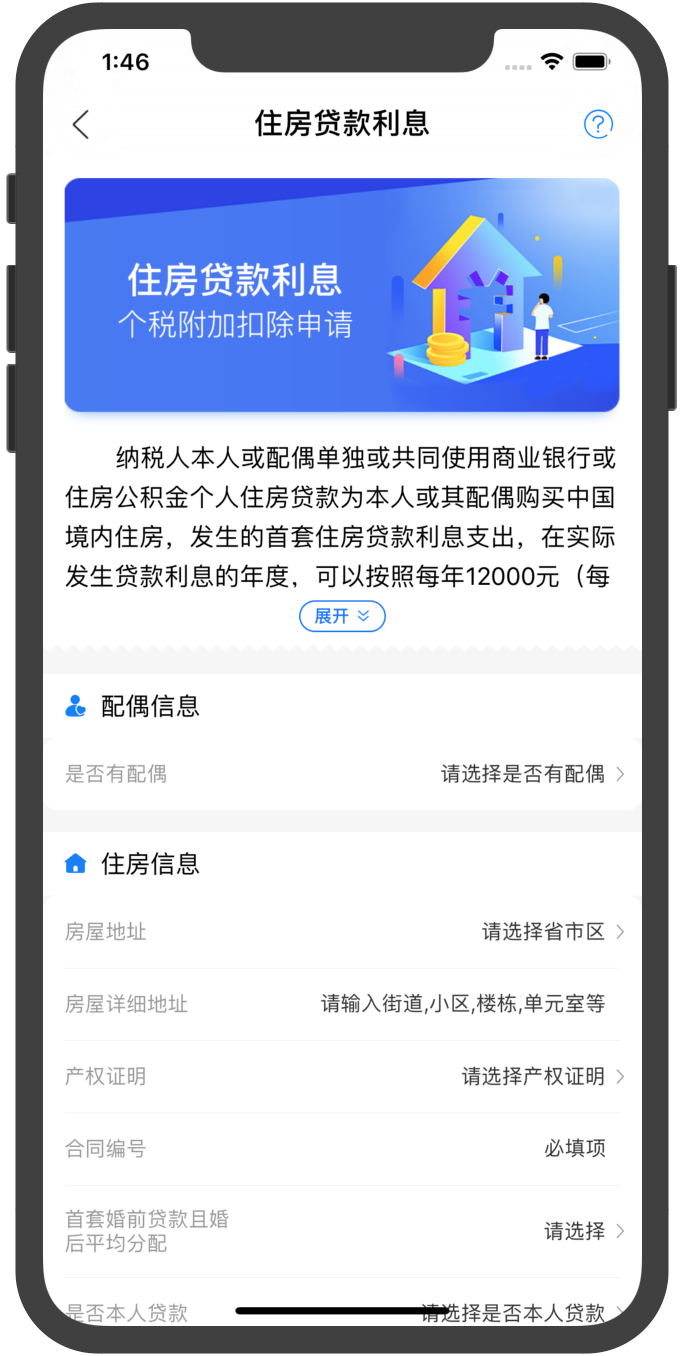 1:46
住房贷款利息
住房贷款利息
个税附加扣除申请
纳税人本人或配偶单独或共同使用商业银行或
住房公积金个人住房贷款为本人或其配偶购买中国
境内住房，发生的首套住房贷款利息支出，在实际
发生贷款利息的年度，可以按照每年12000元（每
展开
配偶信息
是否有配偶 请选择是否有配偶
住房信息
房屋地址 请选择省市区
房屋详细地址 请输入街道,小区,楼栋,单元室等
产权证明 请选择产权证明
合同编号 必填项
首套婚前贷款且婚
后平均分配 请选择
是否本人贷款 请选择是否本人贷款